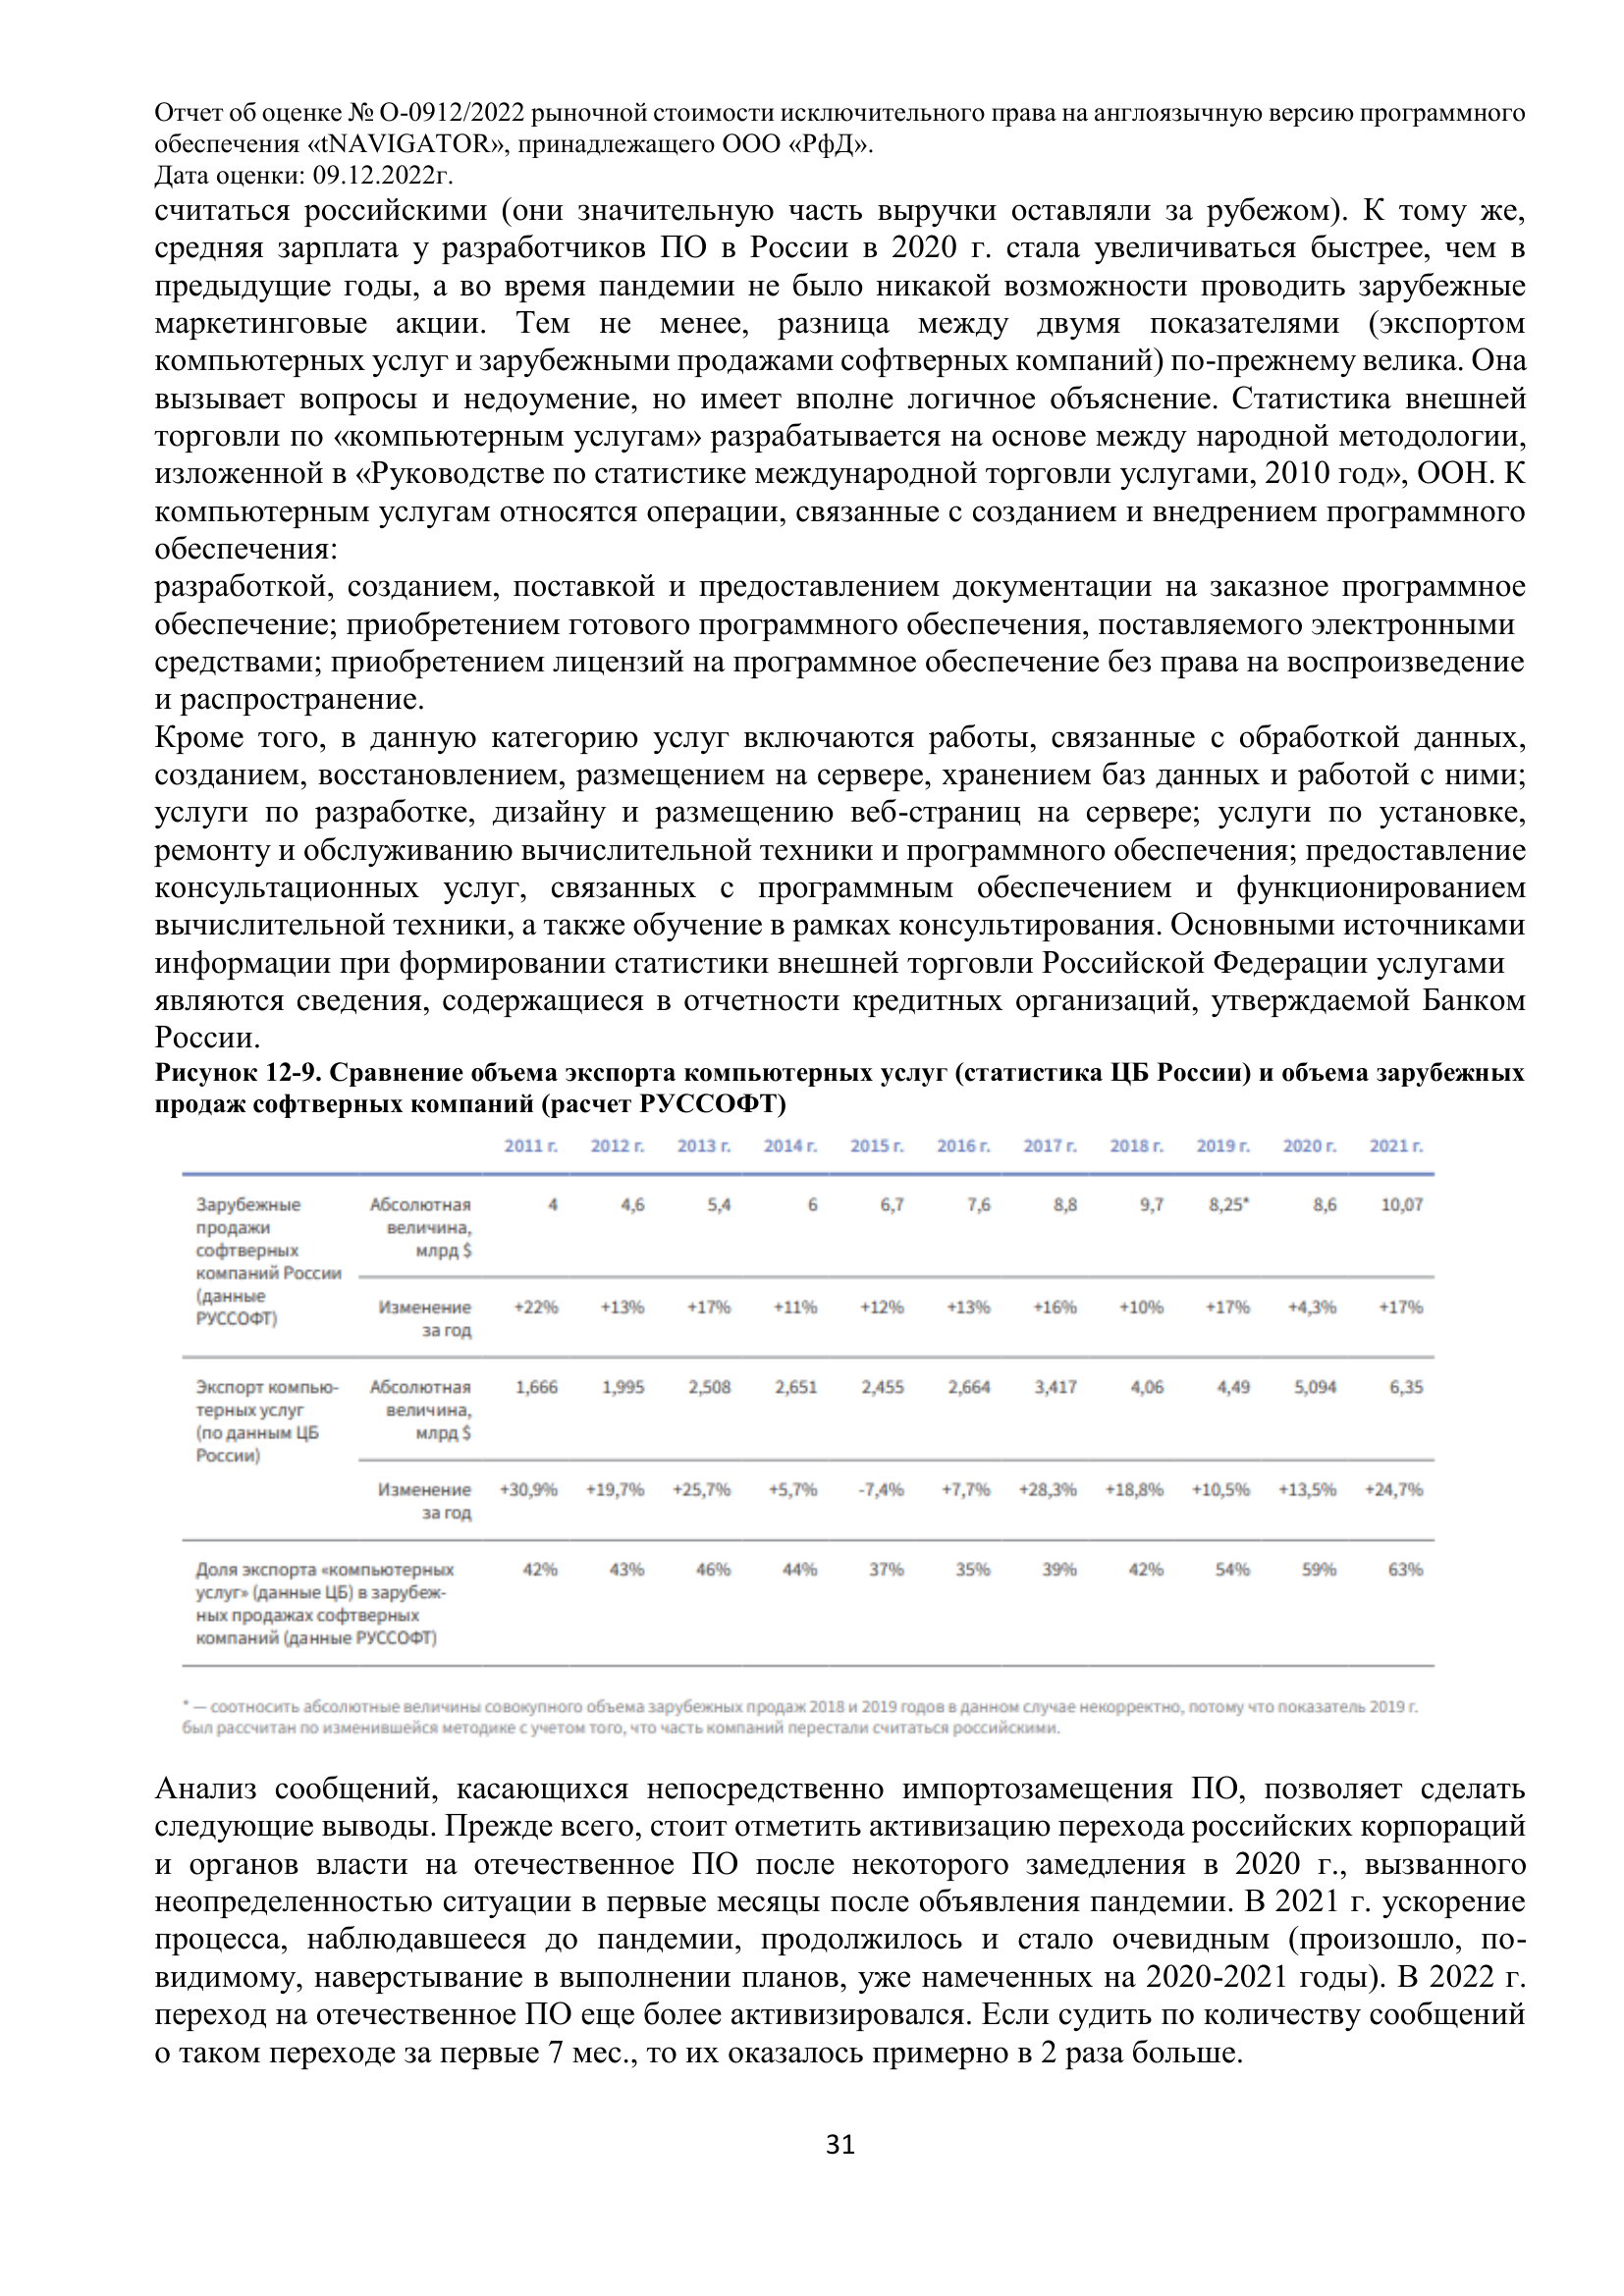 Отчет об оценке № О-0912/2022 рыночной стоимости исключительного права на англоязычную версию программного
обеспечения «tNAVIGATOR», принадлежащего ООО «РфД».
Дата оценки: 09.12.2022г.
считаться российскими (они значительную часть выручки оставляли за рубежом). К тому же,
средняя зарплата у разработчиков ПО в России в 2020 г. стала увеличиваться быстрее, чем в
предыдущие годы, а во время пандемии не было никакой возможности проводить зарубежные
маркетинговые акции. Тем не менее, разница между двумя показателями (экспортом
компьютерных услуг и зарубежными продажами софтверных компаний) по-прежнему велика. Она
вызывает вопросы и недоумение, но имеет вполне логичное объяснение. Статистика внешней
торговли по «компьютерным услугам» разрабатывается на основе между народной методологии,
изложенной в «Руководстве по статистике международной торговли услугами, 2010 год», ООН. К
компьютерным услугам относятся операции, связанные с созданием и внедрением программного
обеспечения:
разработкой, созданием, поставкой и предоставлением документации на заказное программное
обеспечение; приобретением готового программного обеспечения, поставляемого электронными
средствами; приобретением лицензий на программное обеспечение без права на воспроизведение
и распространение.
Кроме того, в данную категорию услуг включаются работы, связанные с обработкой данных,
созданием, восстановлением, размещением на сервере, хранением баз данных и работой с ними;
услуги по разработке, дизайну и размещению веб-страниц на сервере; услуги по установке,
ремонту и обслуживанию вычислительной техники и программного обеспечения; предоставление
консультационных услуг, связанных с программным обеспечением и функционированием
вычислительной техники, а также обучение в рамках консультирования. Основными источниками
информации при формировании статистики внешней торговли Российской Федерации услугами
являются сведения, содержащиеся в отчетности кредитных организаций, утверждаемой Банком
России.
Рисунок 12-9. Сравнение объема экспорта компьютерных услуг (статистика ЦБ России) и объема зарубежных
продаж софтверных компаний (расчет РУССОФТ)
2011 г. 2012 г. 2013 г. 2014 г. 2015 г. 2016 г. 2017 г. 2018 г. 2019 г. 2020 г. 2021 г.
Зарубежные Абсолютная 4 4,6 5,4 6 6,7 7,6 8,8 9,7 8,25* 8,6 10,07
продажи величина,
софтверных млрд $
компаний России
(данные
РУССОФТ)
Изменение +22% +13% +17% +11% +12% +13% +16% +10% +17% +4,3% +17%
за год
Экспорт компью- Абсолютная 1,666 1,995 2,508 2,651 2,455 2,664 3,417 4,06 4,49 5,094 6,35
терных услуг величина,
(по данным ЦБ млрд $
России)
Изменение +30,9% +19,7% +25,7% +5,7% -7,4% +7,7% +28,3% +18,8% +10,5% +13,5% +24,7%
за год
Доля экспорта «компьютерных 42% 43% 46% 44% 37% 35% 39% 42% 54% 59% 63%
услуг» (данные ЦБ) в зарубеж-
ных продажах софтверных
компаний (данные РУССОФТ)
* — соотносить абсолютные величины совокупного объема зарубежных продаж 2018 и 2019 годов в данном случае некорректно, потому что показатель 2019 г.
был рассчитан по изменившейся методике с учетом того, что часть компаний перестали считаться российскими.
Анализ сообщений, касающихся непосредственно импортозамещения ПО, позволяет сделать
следующие выводы. Прежде всего, стоит отметить активизацию перехода российских корпораций
и органов власти на отечественное ПО после некоторого замедления в 2020 г., вызванного
неопределенностью ситуации в первые месяцы после объявления пандемии. В 2021 г. ускорение
процесса, наблюдавшееся до пандемии, продолжилось и стало очевидным (произошло, по-
видимому, наверстывание в выполнении планов, уже намеченных на 2020-2021 годы). В 2022 г.
переход на отечественное ПО еще более активизировался. Если судить по количеству сообщений
о таком переходе за первые 7 мес., то их оказалось примерно в 2 раза больше.
31